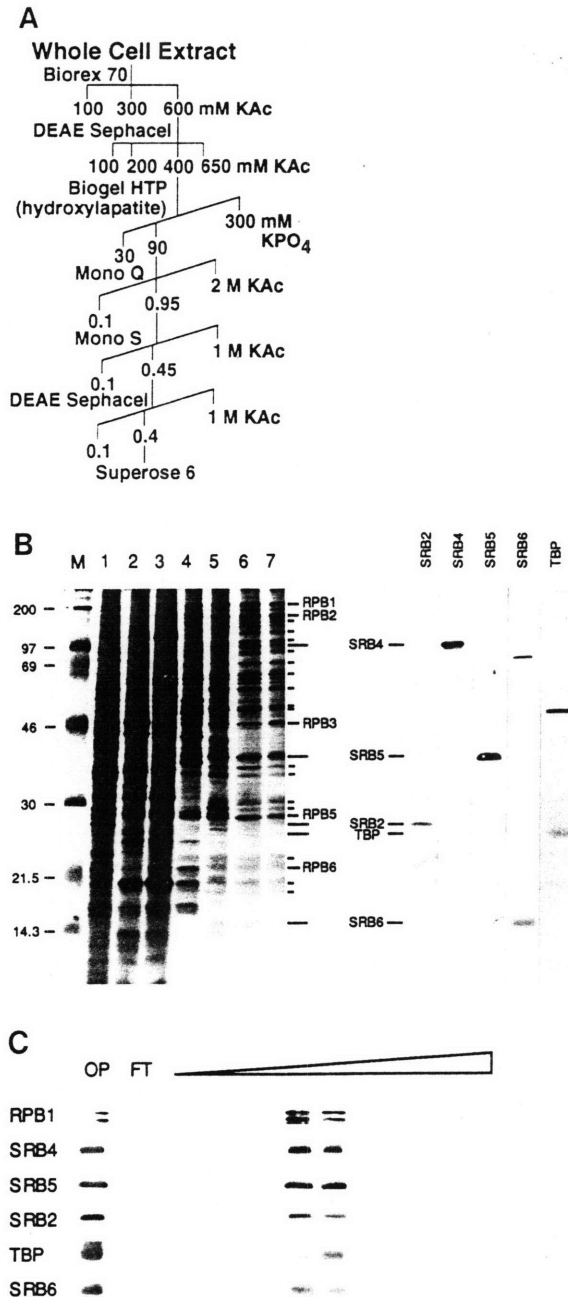 A
Whole Cell Extract
Biorex 70
100 300 600 mM KAc
DEAE Sephacel
100 200 400 650 mM KAc
Biogel HTP
(hydroxylapatite)
300 mM
KPO4
30 90
Mono Q
2 M KAc
0.1 0.95
Mono S
1 M KAc
0.1 0.45
DEAE Sephacel
1 M KAc
0.1 0.4
Superose 6
B
M 1 2 3 4 5 6 7
SRB2 SRB4 SRB5 SRB6 TBP
200
97
69
46
30
21.5
14.3
RPB1
RPB2
SRB4
RPB3
SRB5
RPB5
SRB2
TBP
RPB6
SRB6
C
OP FT
RPB1
SRB4
SRB5
SRB2
TBP
SRB6